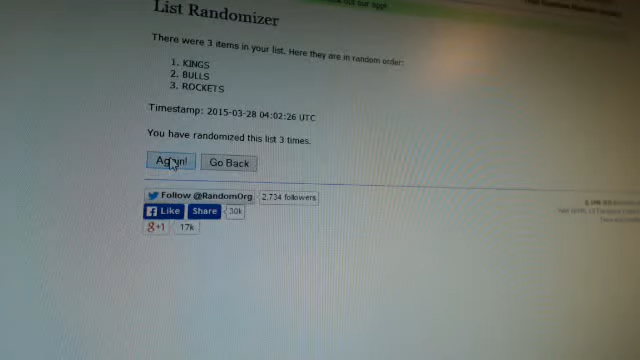 List Randomizer
There were 3 items in your list. Here they are in random order:
1. KINGS
2. BULLS
3. ROCKETS
Timestamp: 2015-03-28 04:02:26 UTC
You have randomized this list 3 times.
Again! Go Back
Follow @RandomOrg 2,734 followers
Like Share 30k
g+1 17k